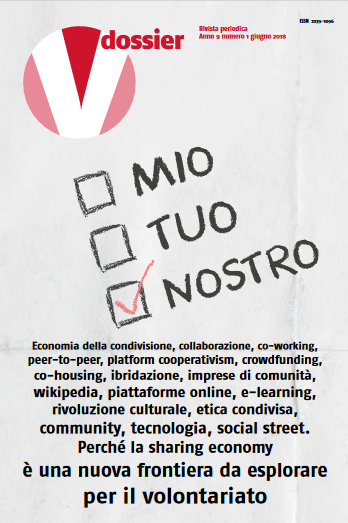 Vdossier
Rivista periodica
Anno 9 numero 1 giugno 2018
ISSN 2239-1096
MIO
TUO
NOSTRO
Economia della condivisione, collaborazione, co-working,
peer-to-peer, platform cooperativism, crowdfunding,
co-housing, ibridazione, imprese di comunità,
wikipedia, piattaforme online, e-learning,
rivoluzione culturale, etica condivisa,
community, tecnologia, social street.
Perché la sharing economy
è una nuova frontiera da esplorare
per il volontariato